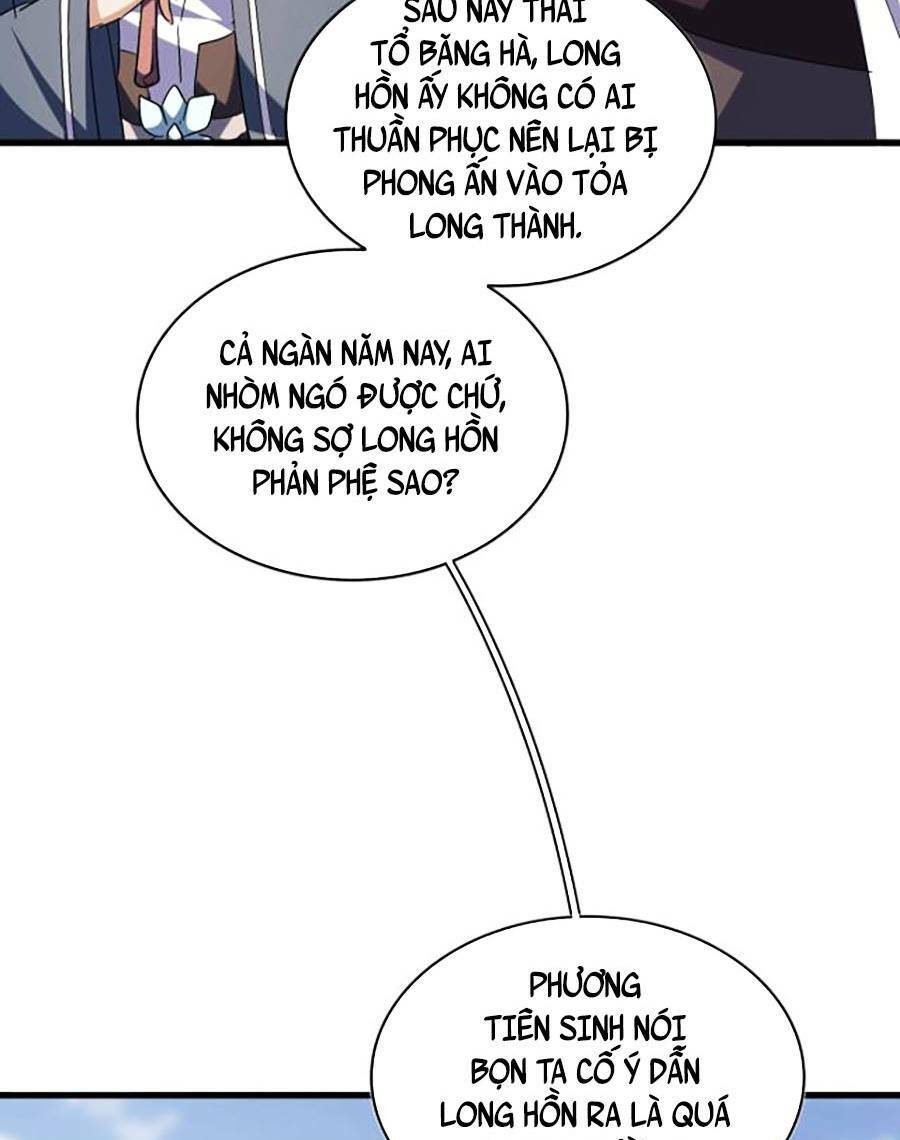 SAO NÀY THÁI
TỔ BĂNG HÀ, LONG
HỒN ẤY KHÔNG CÓ AI
THUẦN PHỤC NÊN LẠI BỊ
PHONG ẤN VÀO TỎA
LONG THÀNH.
CẢ NGÀN NĂM NAY, AI
NHÒM NGÓ ĐƯỢC CHỨ,
KHÔNG SỢ LONG HỒN
PHẢN PHỆ SAO?
PHƯƠNG
TIÊN SINH NÓI
BỌN TA CỐ Ý DẪN
LONG HỒN RA LÀ QUÁ